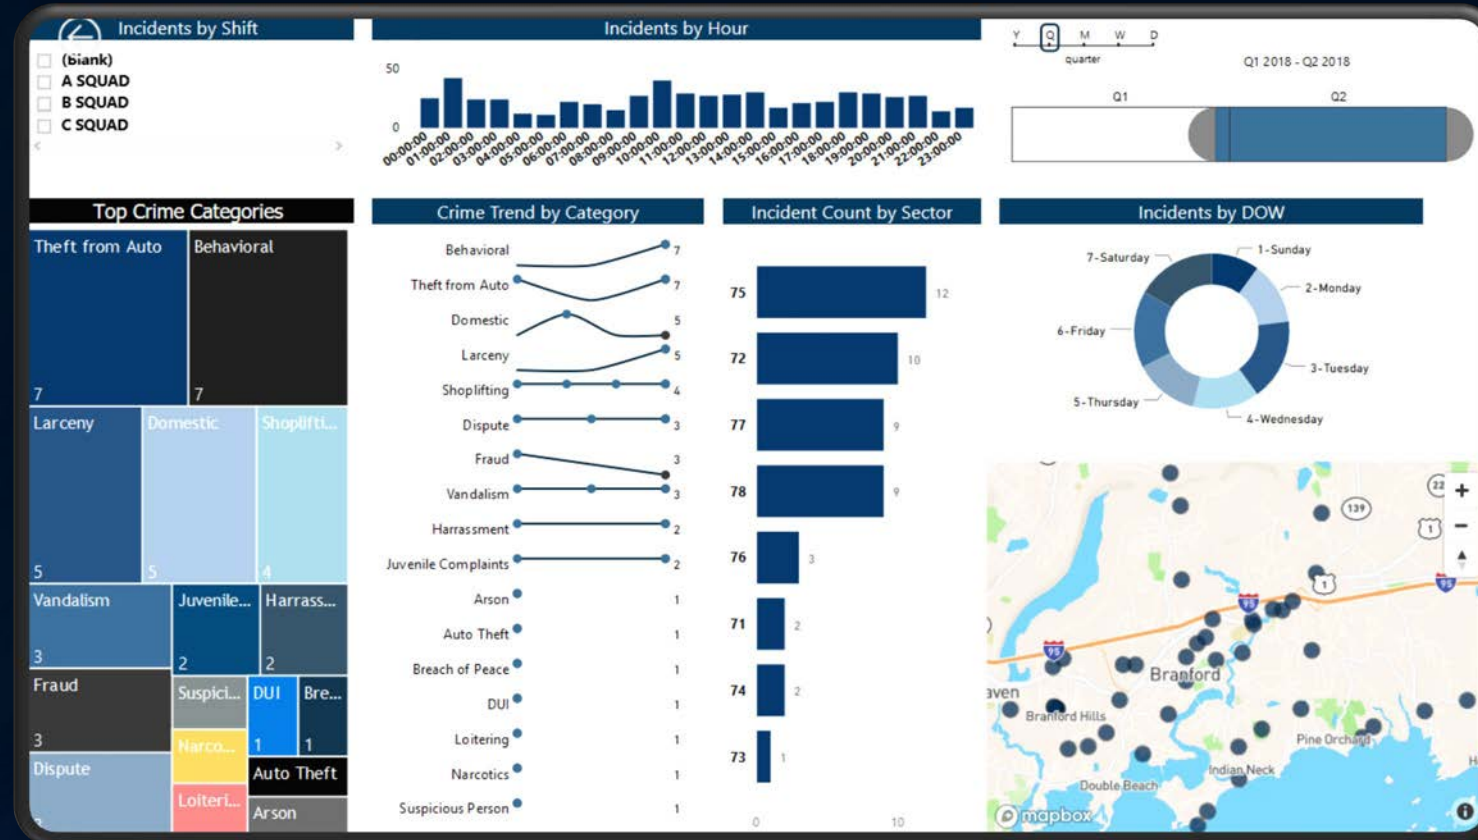 Incidents by Shift
(Blank)
A SQUAD
B SQUAD
C SQUAD
Incidents by Hour
50
0
00:00:00
01:00:00
02:00:00
03:00:00
04:00:00
05:00:00
06:00:00
07:00:00
08:00:00
09:00:00
10:00:00
11:00:00
12:00:00
13:00:00
14:00:00
15:00:00
16:00:00
17:00:00
18:00:00
19:00:00
20:00:00
21:00:00
22:00:00
23:00:00
Y Q M W D
quarter
Q1 2018 - Q2 2018
Q1 Q2
Top Crime Categories
Theft from Auto
7
Behavioral
7
Larceny
5
Domestic
5
Shoplifti...
4
Vandalism
3
Juvenile...
2
Harrass...
2
Fraud
3
Suspici...
DUI
1
Bre...
1
Narco...
Auto Theft
Dispute
Loiteri...
Arson
Crime Trend by Category
Behavioral 7
Theft from Auto 7
Domestic 5
Larceny 5
Shoplifting 4
Dispute 3
Fraud 3
Vandalism 3
Harrassment 2
Juvenile Complaints 2
Arson 1
Auto Theft 1
Breach of Peace 1
DUI 1
Loitering 1
Narcotics 1
Suspicious Person 1
Incident Count by Sector
75 12
72 10
77 9
78 9
76 3
71 2
74 2
73 1
0 10
Incidents by DOW
1-Sunday
2-Monday
3-Tuesday
4-Wednesday
5-Thursday
6-Friday
7-Saturday
22
139
1
95
1
95
95
Branford
aven
Branford Hills
Pine Orchard
Indian Neck
Double Beach
H
mapbox